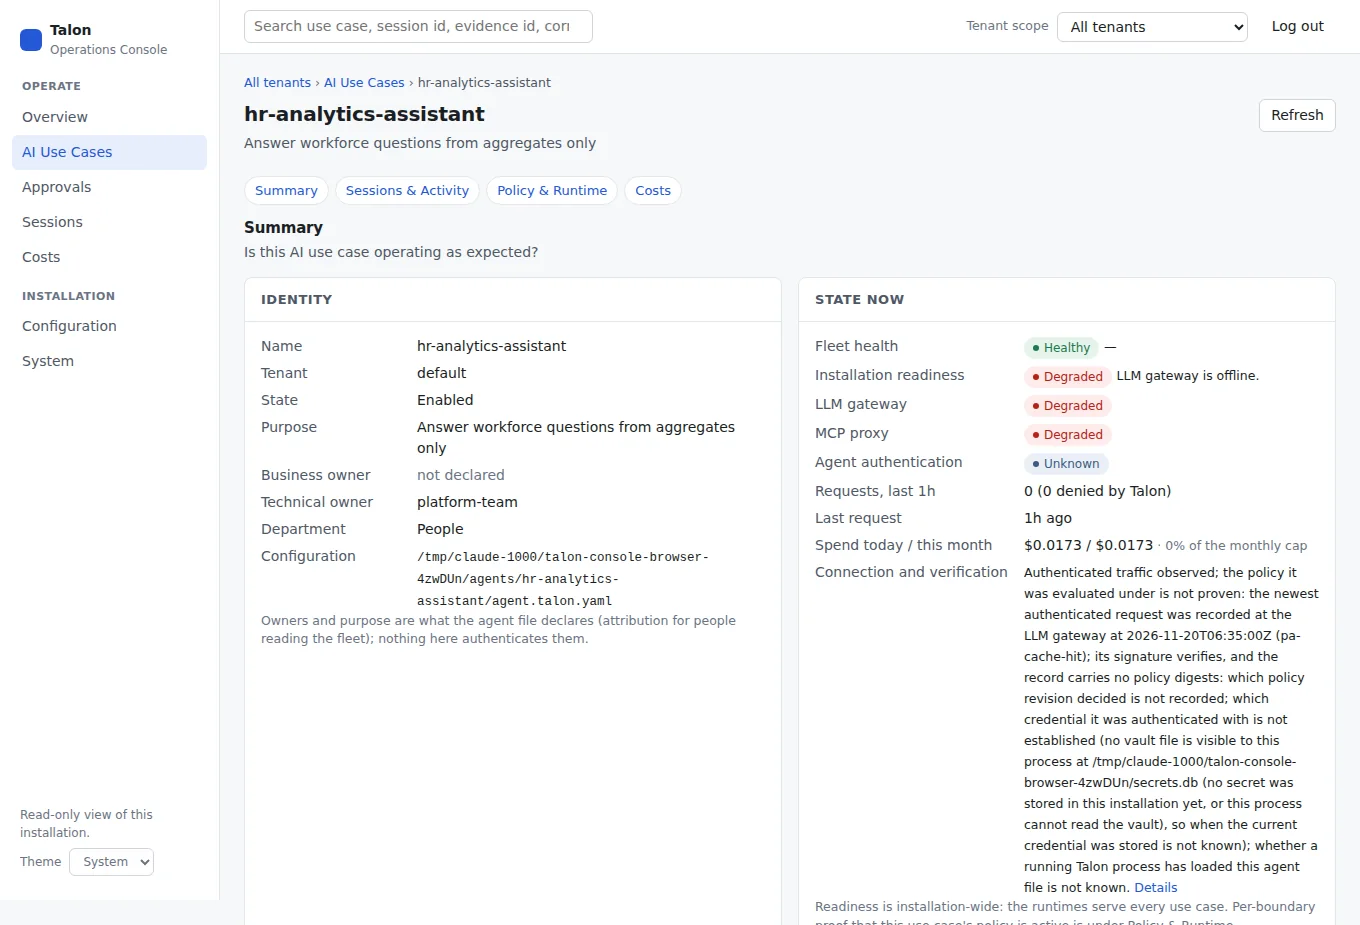 Talon
Operations Console
OPERATE
Overview
AI Use Cases
Approvals
Sessions
Costs
INSTALLATION
Configuration
System
Read-only view of this
installation.
Theme System
Search use case, session id, evidence id, corr
Tenant scope All tenants Log out
All tenants › AI Use Cases › hr-analytics-assistant
hr-analytics-assistant
Refresh
Answer workforce questions from aggregates only
Summary Sessions & Activity Policy & Runtime Costs
Summary
Is this AI use case operating as expected?
IDENTITY
Name hr-analytics-assistant
Tenant default
State Enabled
Purpose Answer workforce questions from aggregates
only
Business owner not declared
Technical owner platform-team
Department People
Configuration /tmp/claude-1000/talon-console-browser-
4zwDUn/agents/hr-analytics-
assistant/agent.talon.yaml
Owners and purpose are what the agent file declares (attribution for people
reading the fleet); nothing here authenticates them.
STATE NOW
Fleet health Healthy —
Installation readiness Degraded LLM gateway is offline.
LLM gateway Degraded
MCP proxy Degraded
Agent authentication Unknown
Requests, last 1h 0 (0 denied by Talon)
Last request 1h ago
Spend today / this month $0.0173 / $0.0173 · 0% of the monthly cap
Connection and verification Authenticated traffic observed; the policy it
was evaluated under is not proven: the newest
authenticated request was recorded at the
LLM gateway at 2026-11-20T06:35:00Z (pa-
cache-hit); its signature verifies, and the
record carries no policy digests: which policy
revision decided is not recorded; which
credential it was authenticated with is not
established (no vault file is visible to this
process at /tmp/claude-1000/talon-console-
browser-4zwDUn/secrets.db (no secret was
stored in this installation yet, or this process
cannot read the vault), so when the current
credential was stored is not known); whether a
running Talon process has loaded this agent
file is not known. Details
Readiness is installation-wide: the runtimes serve every use case. Per-boundary
proof that this use case's policy is active is under Policy & Runtime.